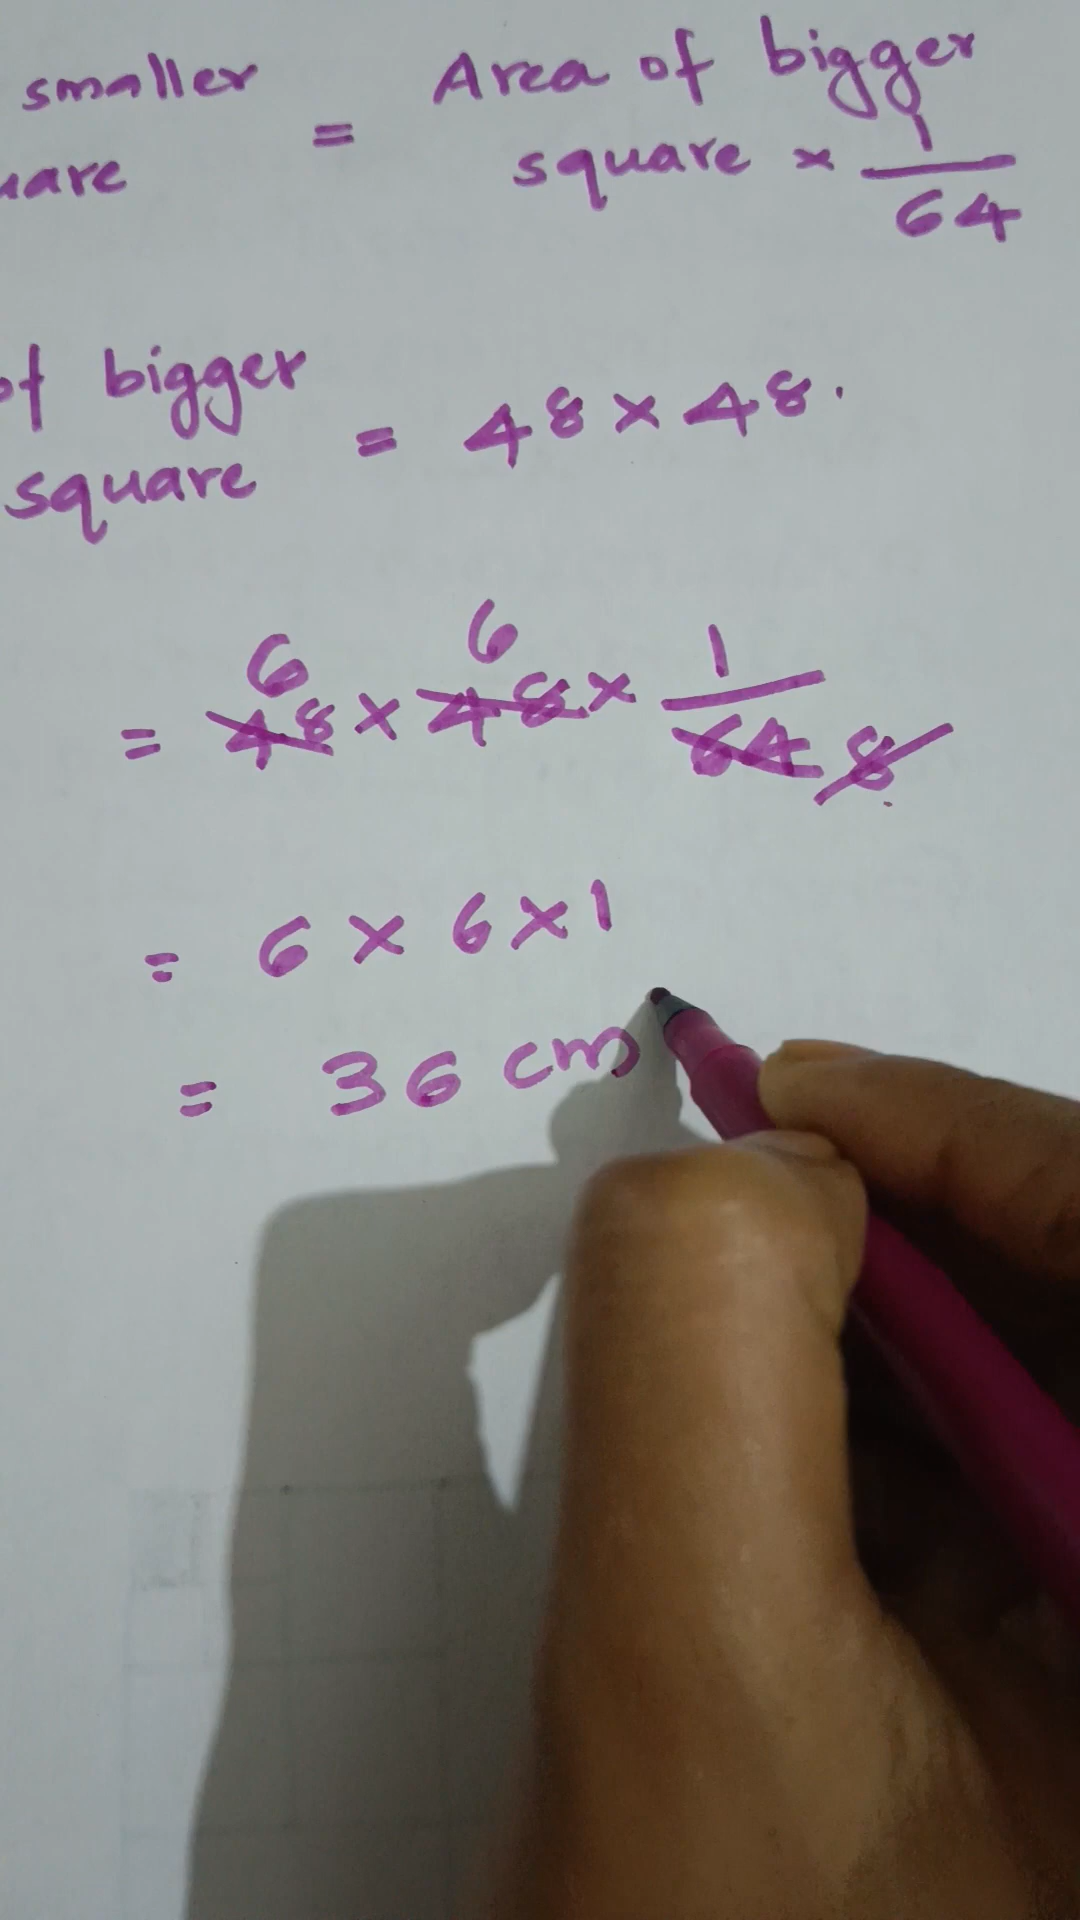 smaller = Area of bigger
square × 1/64
of bigger
square = 48 × 48.
= 48 6 × 48 6 × 1/64 8
= 6 × 6 × 1
= 36 cm